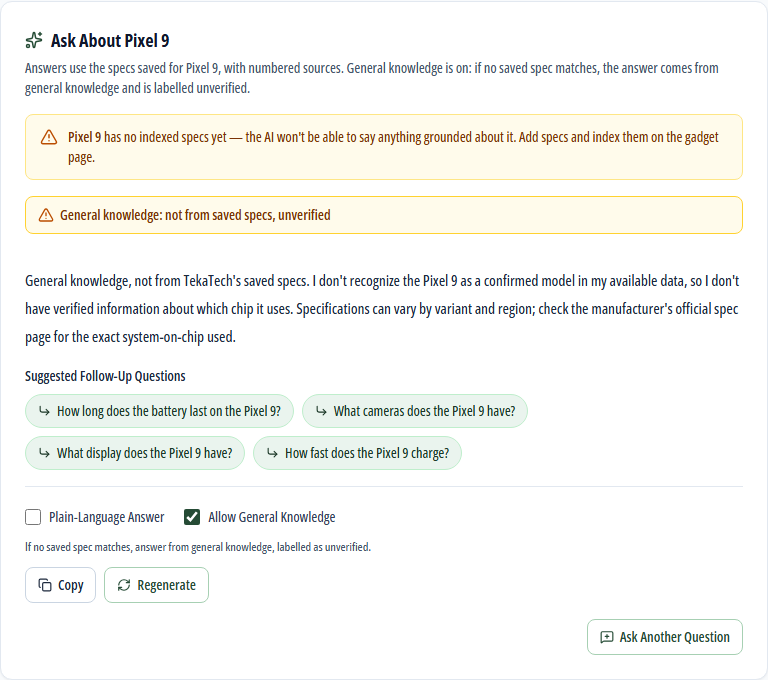 Ask About Pixel 9
Answers use the specs saved for Pixel 9, with numbered sources. General knowledge is on: if no saved spec matches, the answer comes from
general knowledge and is labelled unverified.
Pixel 9 has no indexed specs yet — the AI won't be able to say anything grounded about it. Add specs and index them on the gadget
page.
General knowledge: not from saved specs, unverified
General knowledge, not from TekaTech's saved specs. I don't recognize the Pixel 9 as a confirmed model in my available data, so I don't
have verified information about which chip it uses. Specifications can vary by variant and region; check the manufacturer's official spec
page for the exact system-on-chip used.
Suggested Follow-Up Questions
How long does the battery last on the Pixel 9?
What cameras does the Pixel 9 have?
What display does the Pixel 9 have?
How fast does the Pixel 9 charge?
Plain-Language Answer
Allow General Knowledge
If no saved spec matches, answer from general knowledge, labelled as unverified.
Copy
Regenerate
Ask Another Question